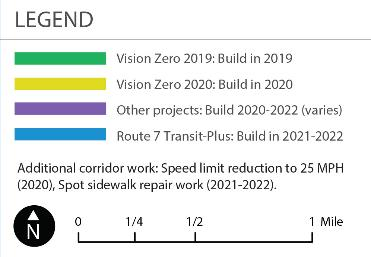 LEGEND
Vision Zero 2019: Build in 2019
Vision Zero 2020: Build in 2020
Other projects: Build 2020-2022 (varies)
Route 7 Transit-Plus: Build in 2021-2022
Additional corridor work: Speed limit reduction to 25 MPH
(2020), Spot sidewalk repair work (2021-2022).
N
0 1/4 1/2 1 Mile